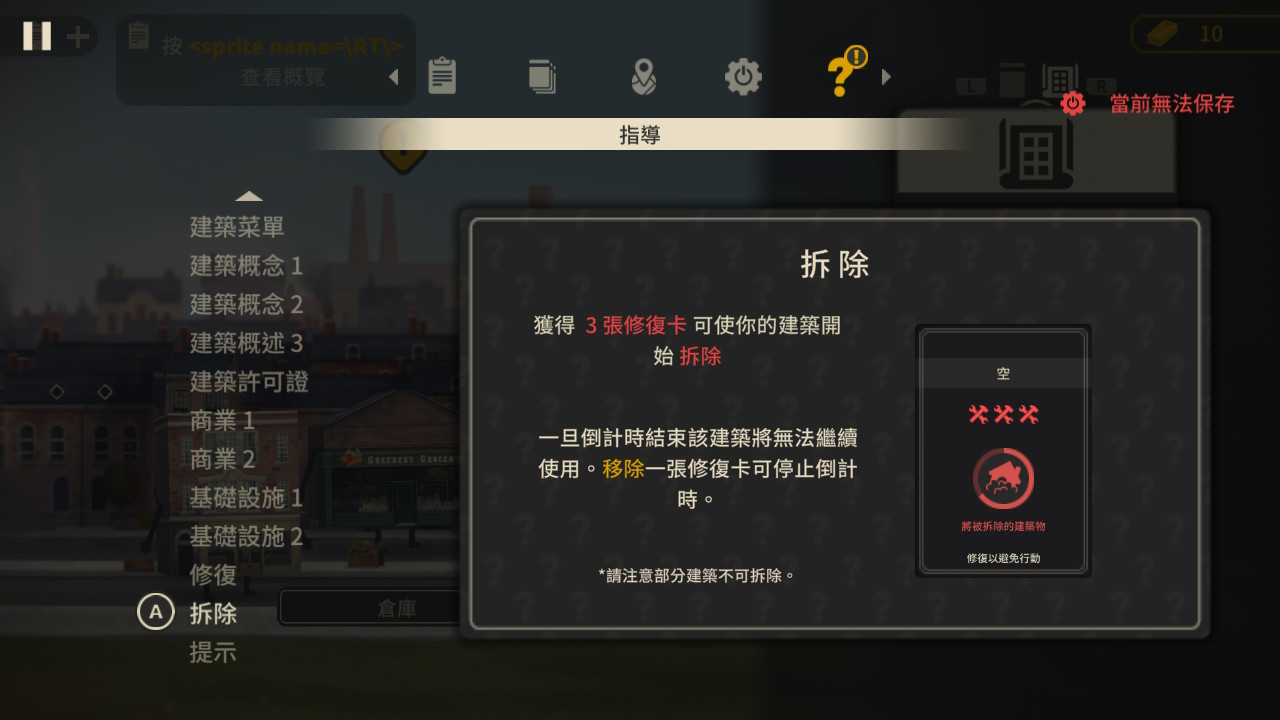 按 <sprite name=\RT\>
查看概覽
10
L
R
當前無法保存
指導
建築菜單
建築概念 1
建築概念 2
建築概述 3
建築許可證
商業 1
商業 2
基礎設施 1
基礎設施 2
修復
A
拆除
提示
倉庫
GREENEST GROCER
拆除
獲得 3 張修復卡 可使你的建築開
始 拆除
一旦倒計時結束該建築將無法繼續
使用。移除一張修復卡可停止倒計
時。
*請注意部分建築不可拆除。
空
將被拆除的建築物
修復以避免行動